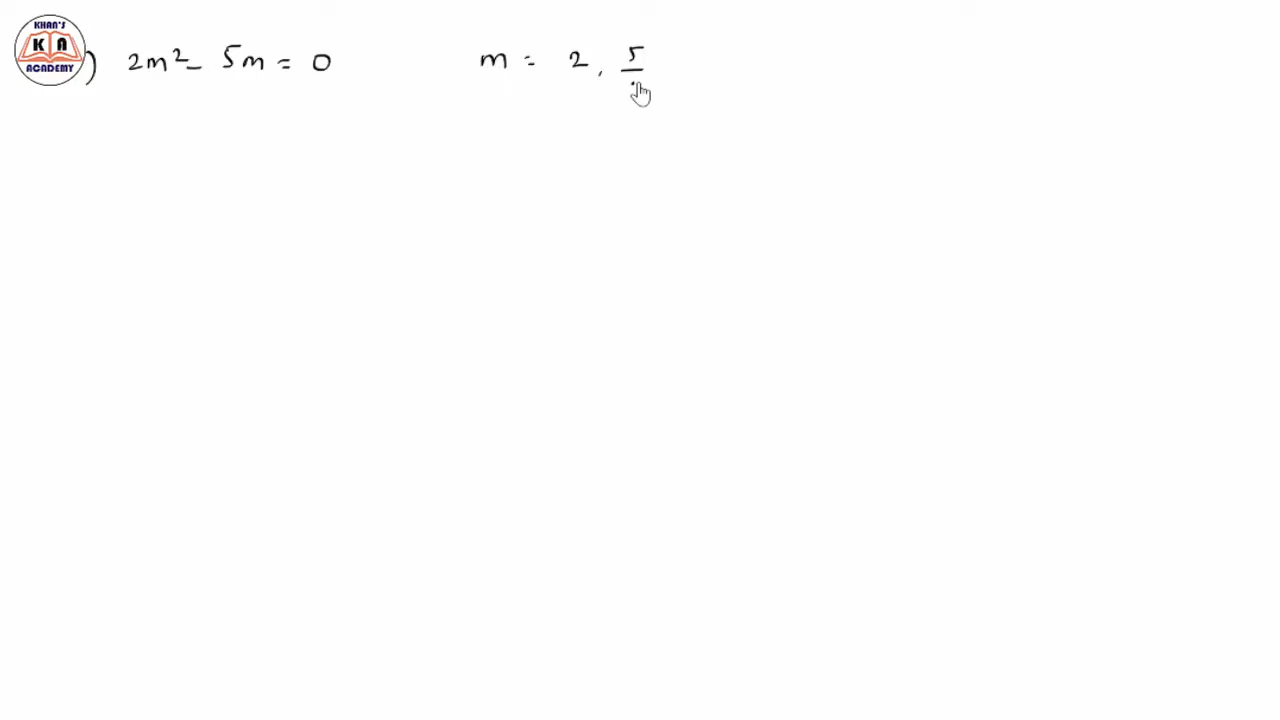 KHAN'S
K A
ACADEMY
) 2m² - 5m = 0 m = 2, 5/